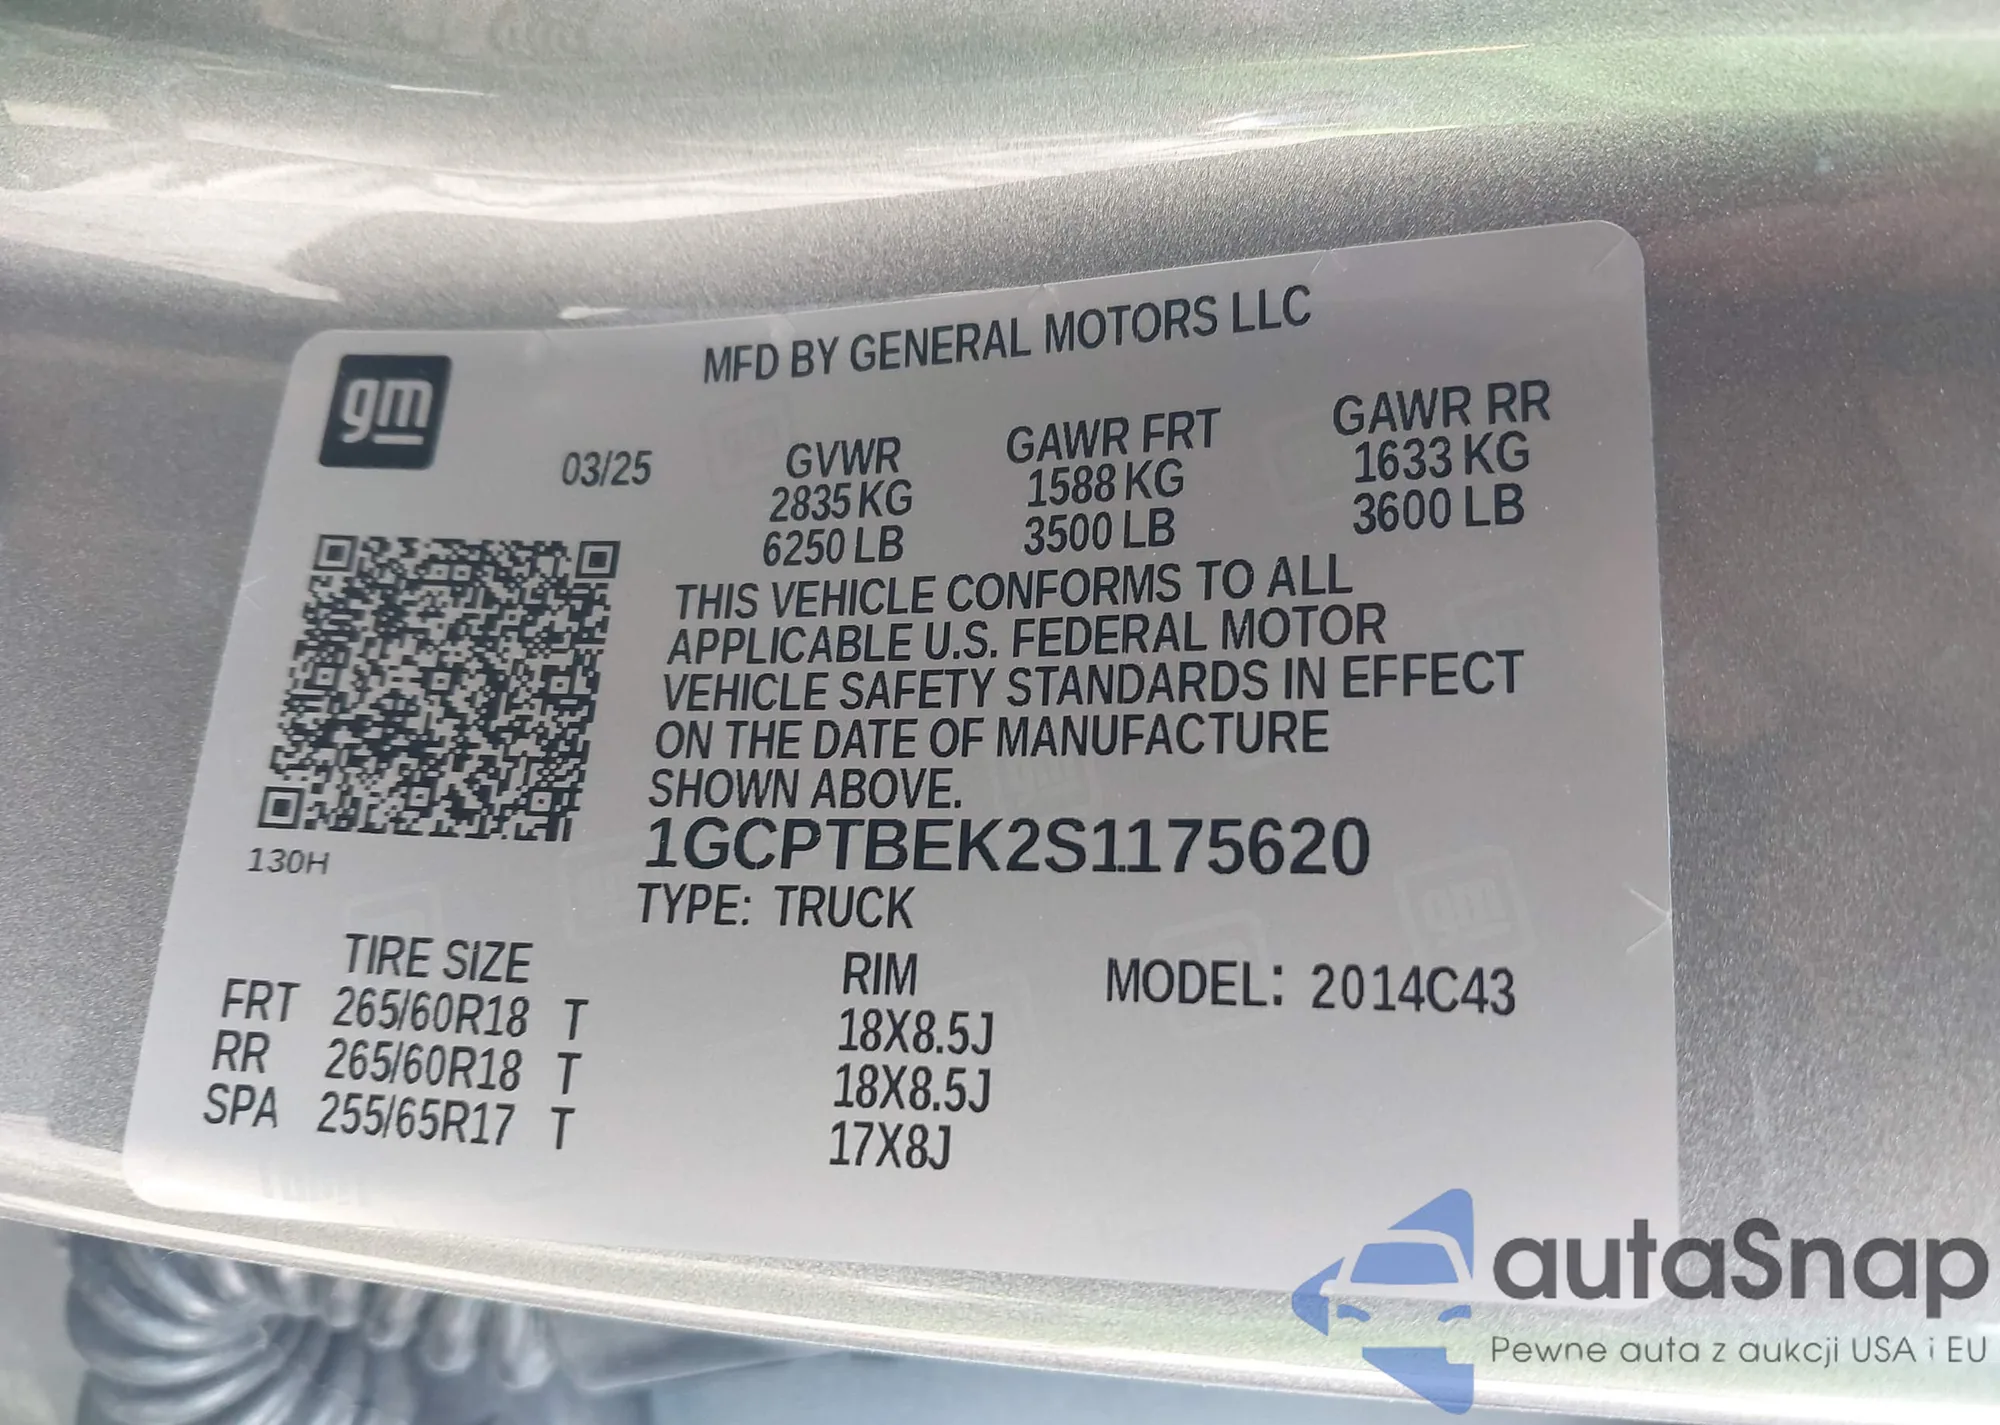 gm
MFD BY GENERAL MOTORS LLC
03/25
GVWR GAWR FRT GAWR RR
2835 KG 1588 KG 1633 KG
6250 LB 3500 LB 3600 LB
THIS VEHICLE CONFORMS TO ALL
APPLICABLE U.S. FEDERAL MOTOR
VEHICLE SAFETY STANDARDS IN EFFECT
ON THE DATE OF MANUFACTURE
SHOWN ABOVE.
1GCPTBEK2S1175620
130H
TYPE: TRUCK
TIRE SIZE RIM MODEL: 2014C43
FRT 265/60R18 T 18X8.5J
RR 265/60R18 T 18X8.5J
SPA 255/65R17 T 17X8J
autaSnap
Pewne auta z aukcji USA i EU